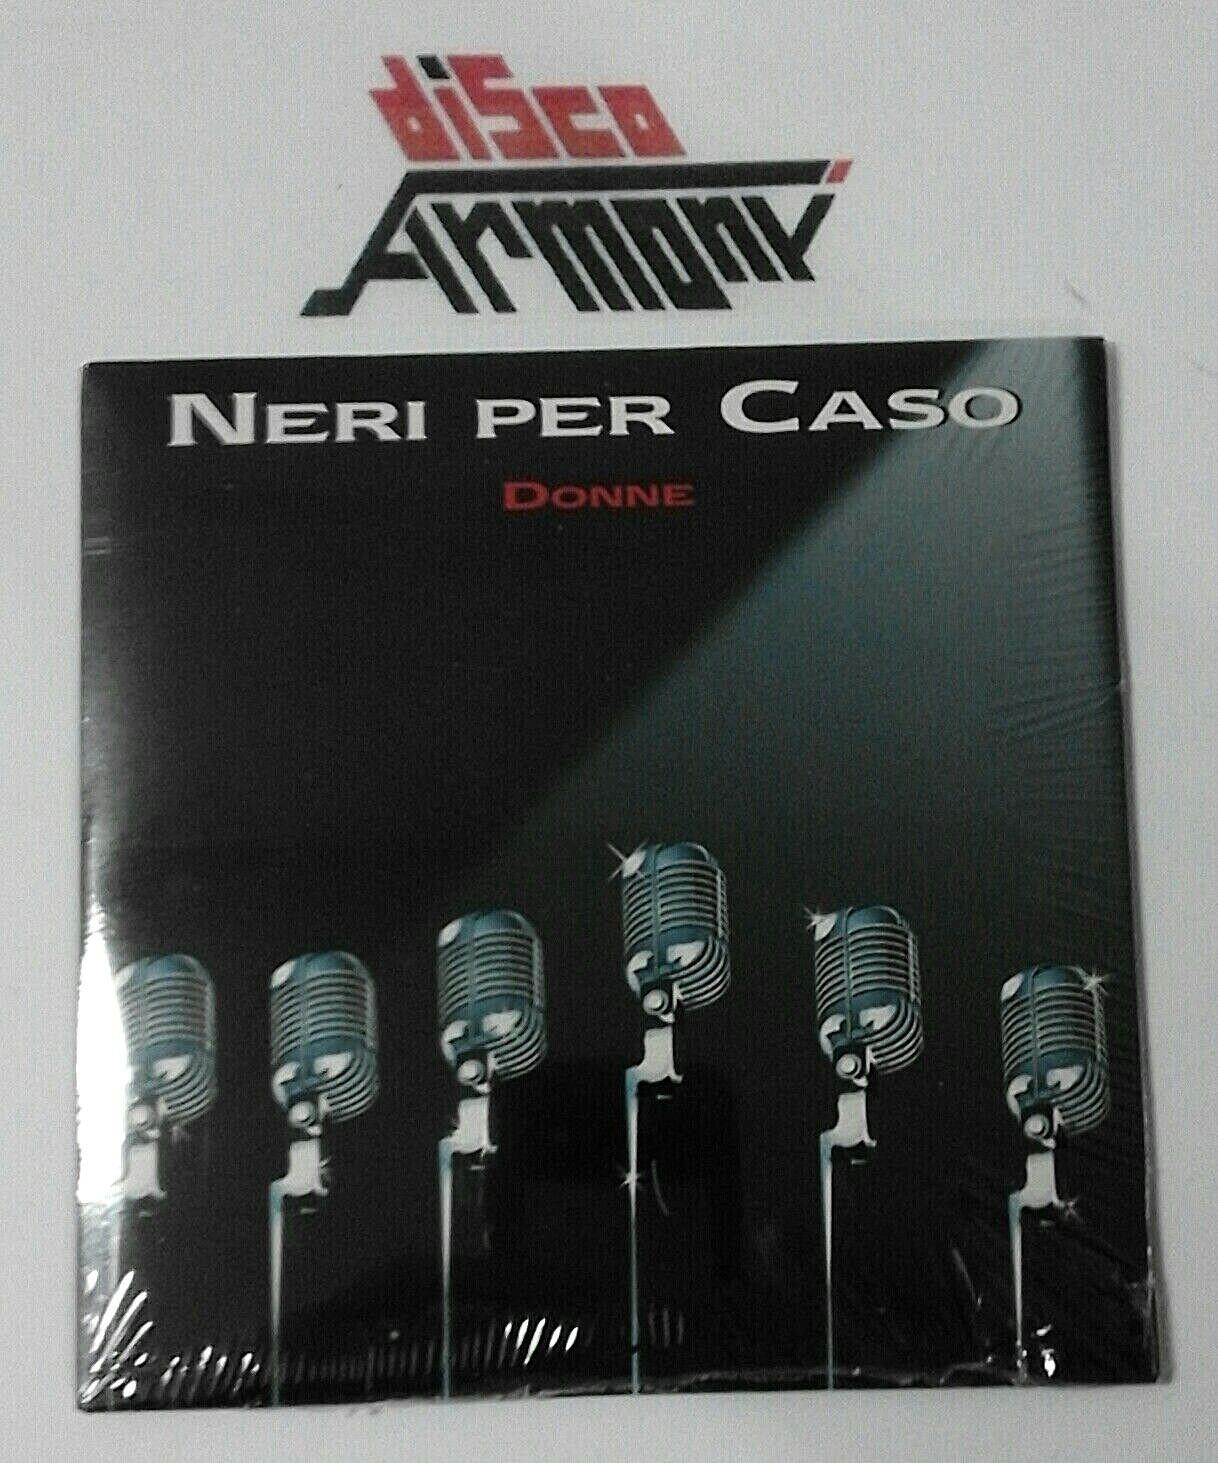 disco
Armony
NERI PER CASO
DONNE